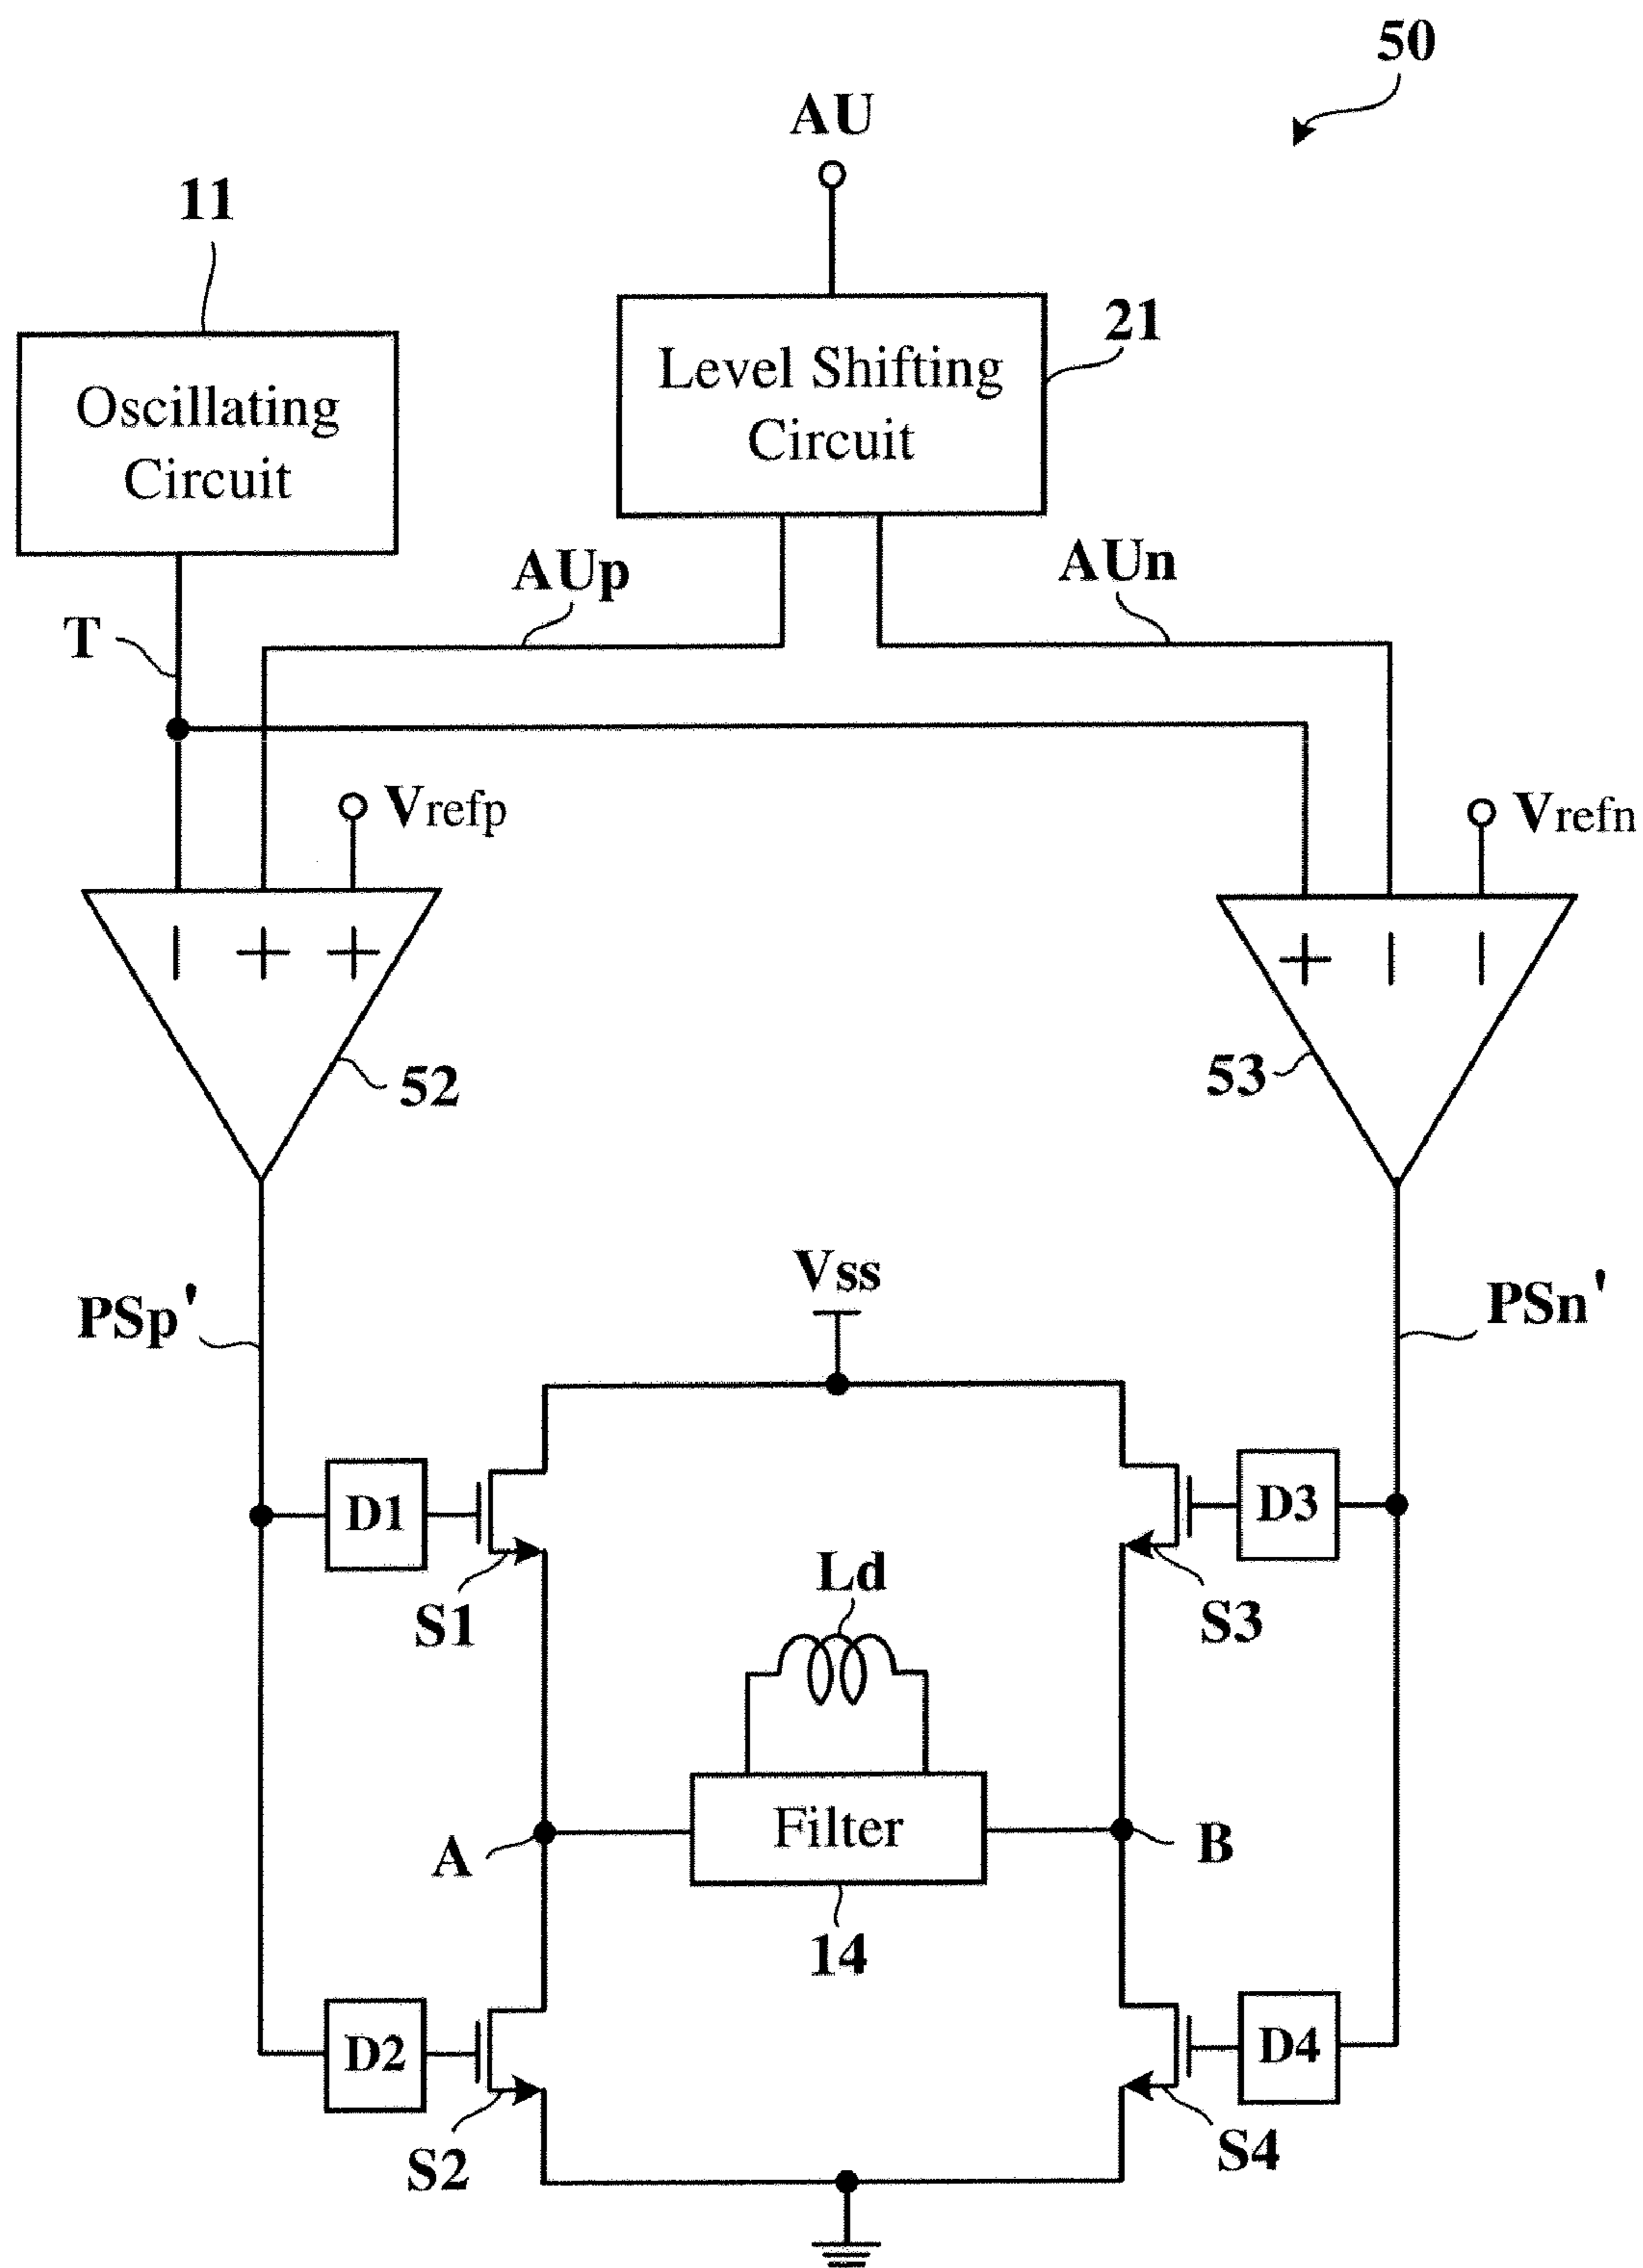 50
AU
11
21
Level Shifting
Circuit
Oscillating
Circuit
AUp
AUn
T
Vrefp
Vrefn
− + +
+ − −
52
53
Vss
PSp'
PSn'
D1
D3
S1
Ld
S3
Filter
A
B
14
D2
D4
S2
S4